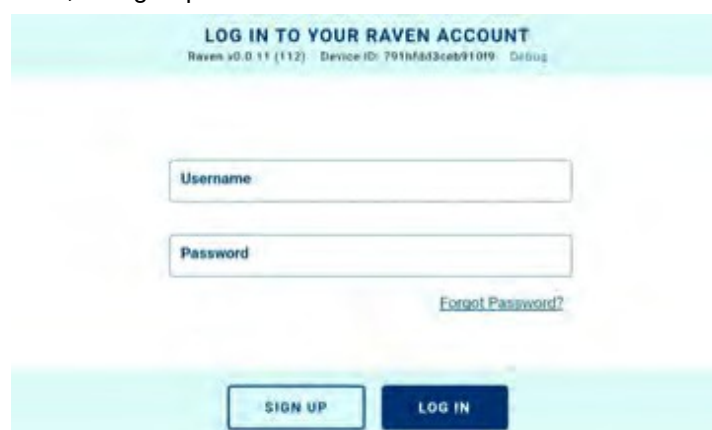 LOG IN TO YOUR RAVEN ACCOUNT
Raven v0.0.11 (112) Device ID: Debug
Username
Password
Forgot Password?
SIGN UP
LOG IN